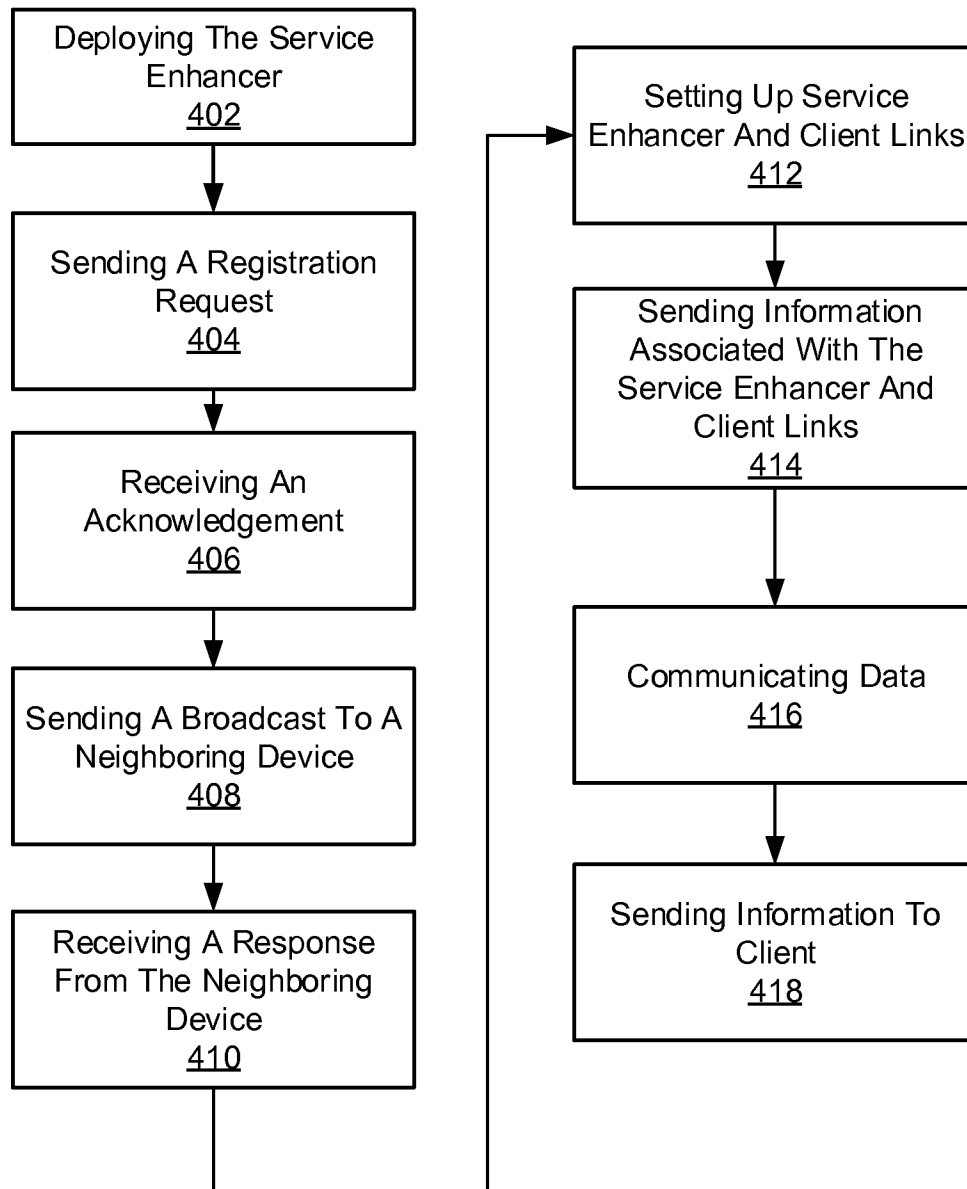 Deploying The Service
Enhancer
402
Sending A Registration
Request
404
Receiving An
Acknowledgement
406
Sending A Broadcast To A
Neighboring Device
408
Receiving A Response
From The Neighboring
Device
410
Setting Up Service
Enhancer And Client Links
412
Sending Information
Associated With The
Service Enhancer And
Client Links
414
Communicating Data
416
Sending Information To
Client
418